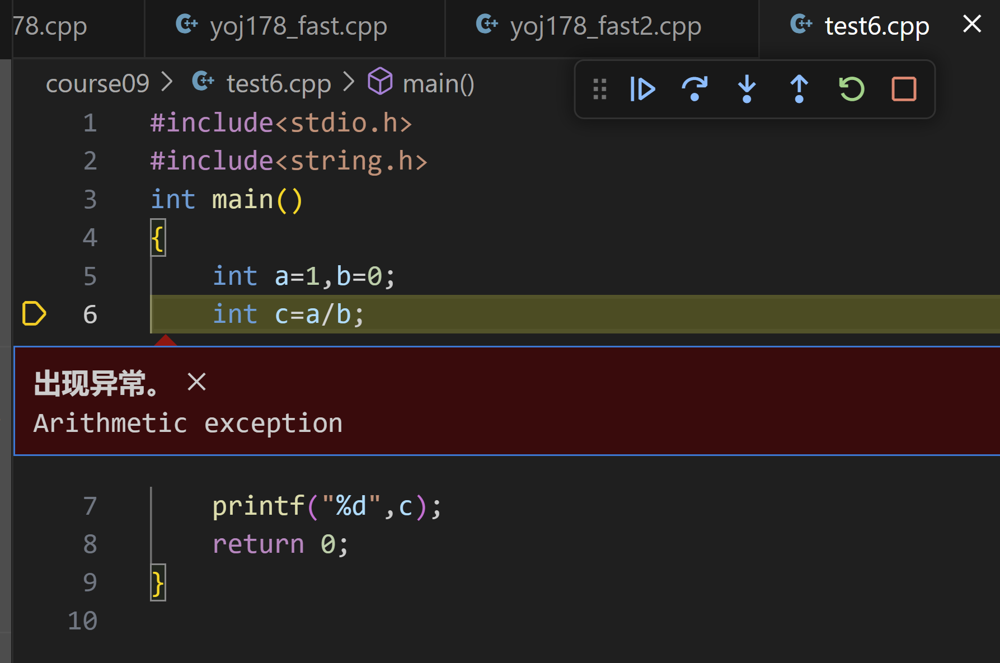 78.cpp yoj178_fast.cpp yoj178_fast2.cpp test6.cpp
course09 > test6.cpp > main()
1 #include<stdio.h>
2 #include<string.h>
3 int main()
4 {
5 int a=1,b=0;
6 int c=a/b;
出现异常。
Arithmetic exception
7 printf("%d",c);
8 return 0;
9 }
10